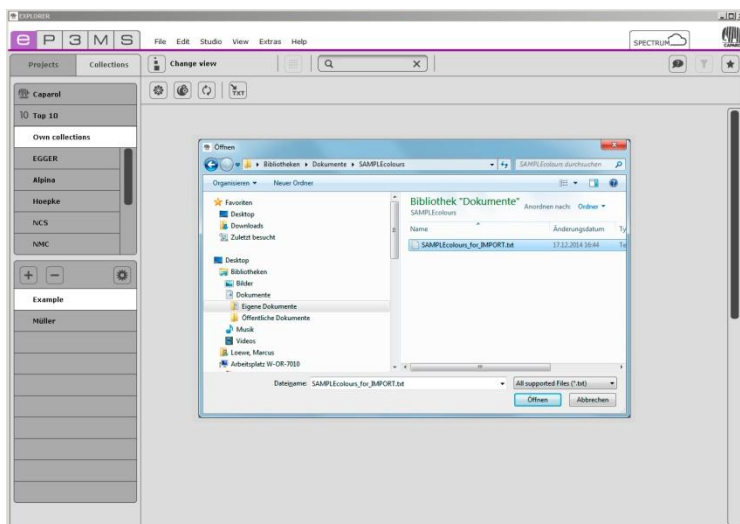 EXPLORER
e P 3 M S
File Edit Studio View Extras Help
SPECTRUM
CAPAROL
Projects Collections
Change view
Caparol
10 Top 10
TXT
Own collections
EGGER
Alpina
Hoepke
NCS
NMC
Example
Müller
Öffnen
Bibliotheken Dokumente SAMPLEcolours
SAMPLEcolours durchsuchen
Organisieren Neuer Ordner
Favoriten
Desktop
Downloads
Zuletzt besucht
Desktop
Bibliotheken
Bilder
Dokumente
Eigene Dokumente
Öffentliche Dokumente
Musik
Videos
Loewe, Marcus
Arbeitsplatz W-OR-7010
Bibliothek "Dokumente"
SAMPLEcolours
Anordnen nach: Ordner
Name Änderungsdatum Ty
SAMPLEcolours_for_IMPORT.txt 17.12.2014 16:44 Te
Dateiname: SAMPLEcolours_for_IMPORT.txt
All supported Files (*.txt)
Öffnen Abbrechen